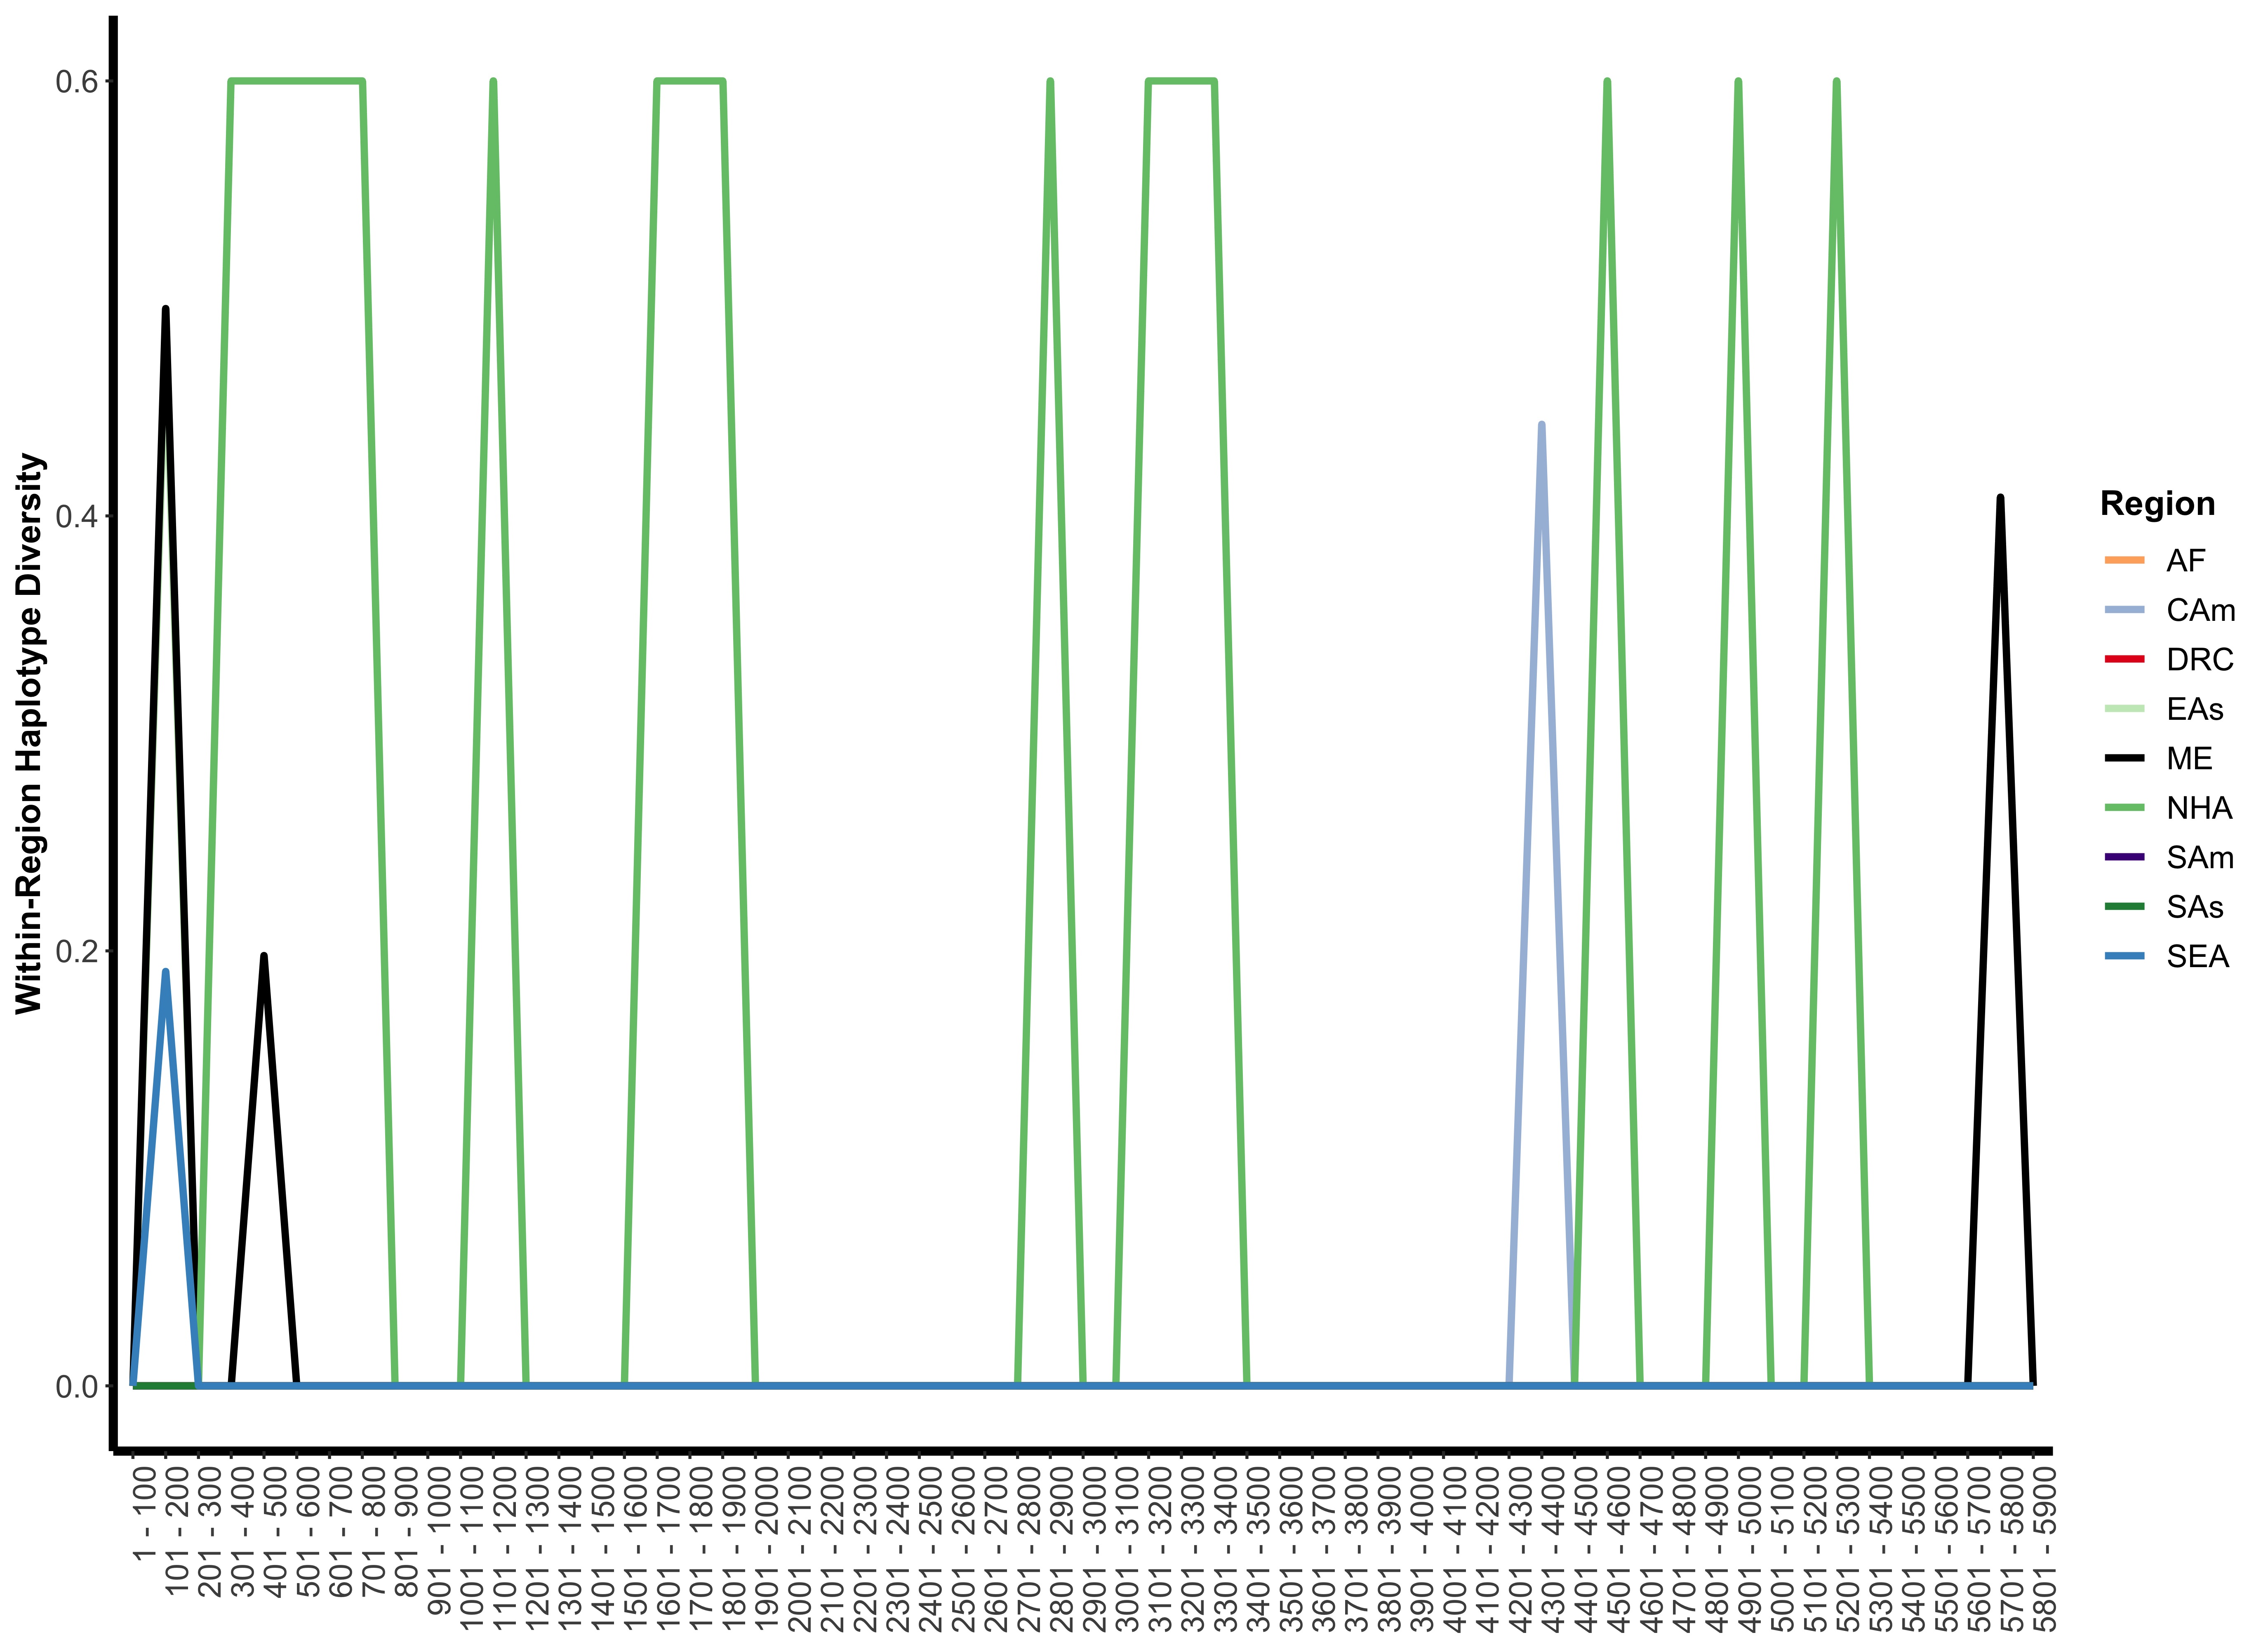 Within-Region Haplotype Diversity
0.6
0.4
0.2
0.0
1 - 100
101 - 200
201 - 300
301 - 400
401 - 500
501 - 600
601 - 700
701 - 800
801 - 900
901 - 1000
1001 - 1100
1101 - 1200
1201 - 1300
1301 - 1400
1401 - 1500
1501 - 1600
1601 - 1700
1701 - 1800
1801 - 1900
1901 - 2000
2001 - 2100
2101 - 2200
2201 - 2300
2301 - 2400
2401 - 2500
2501 - 2600
2601 - 2700
2701 - 2800
2801 - 2900
2901 - 3000
3001 - 3100
3101 - 3200
3201 - 3300
3301 - 3400
3401 - 3500
3501 - 3600
3601 - 3700
3701 - 3800
3801 - 3900
3901 - 4000
4001 - 4100
4101 - 4200
4201 - 4300
4301 - 4400
4401 - 4500
4501 - 4600
4601 - 4700
4701 - 4800
4801 - 4900
4901 - 5000
5001 - 5100
5101 - 5200
5201 - 5300
5301 - 5400
5401 - 5500
5501 - 5600
5601 - 5700
5701 - 5800
5801 - 5900
Region
AF
CAm
DRC
EAs
ME
NHA
SAm
SAs
SEA